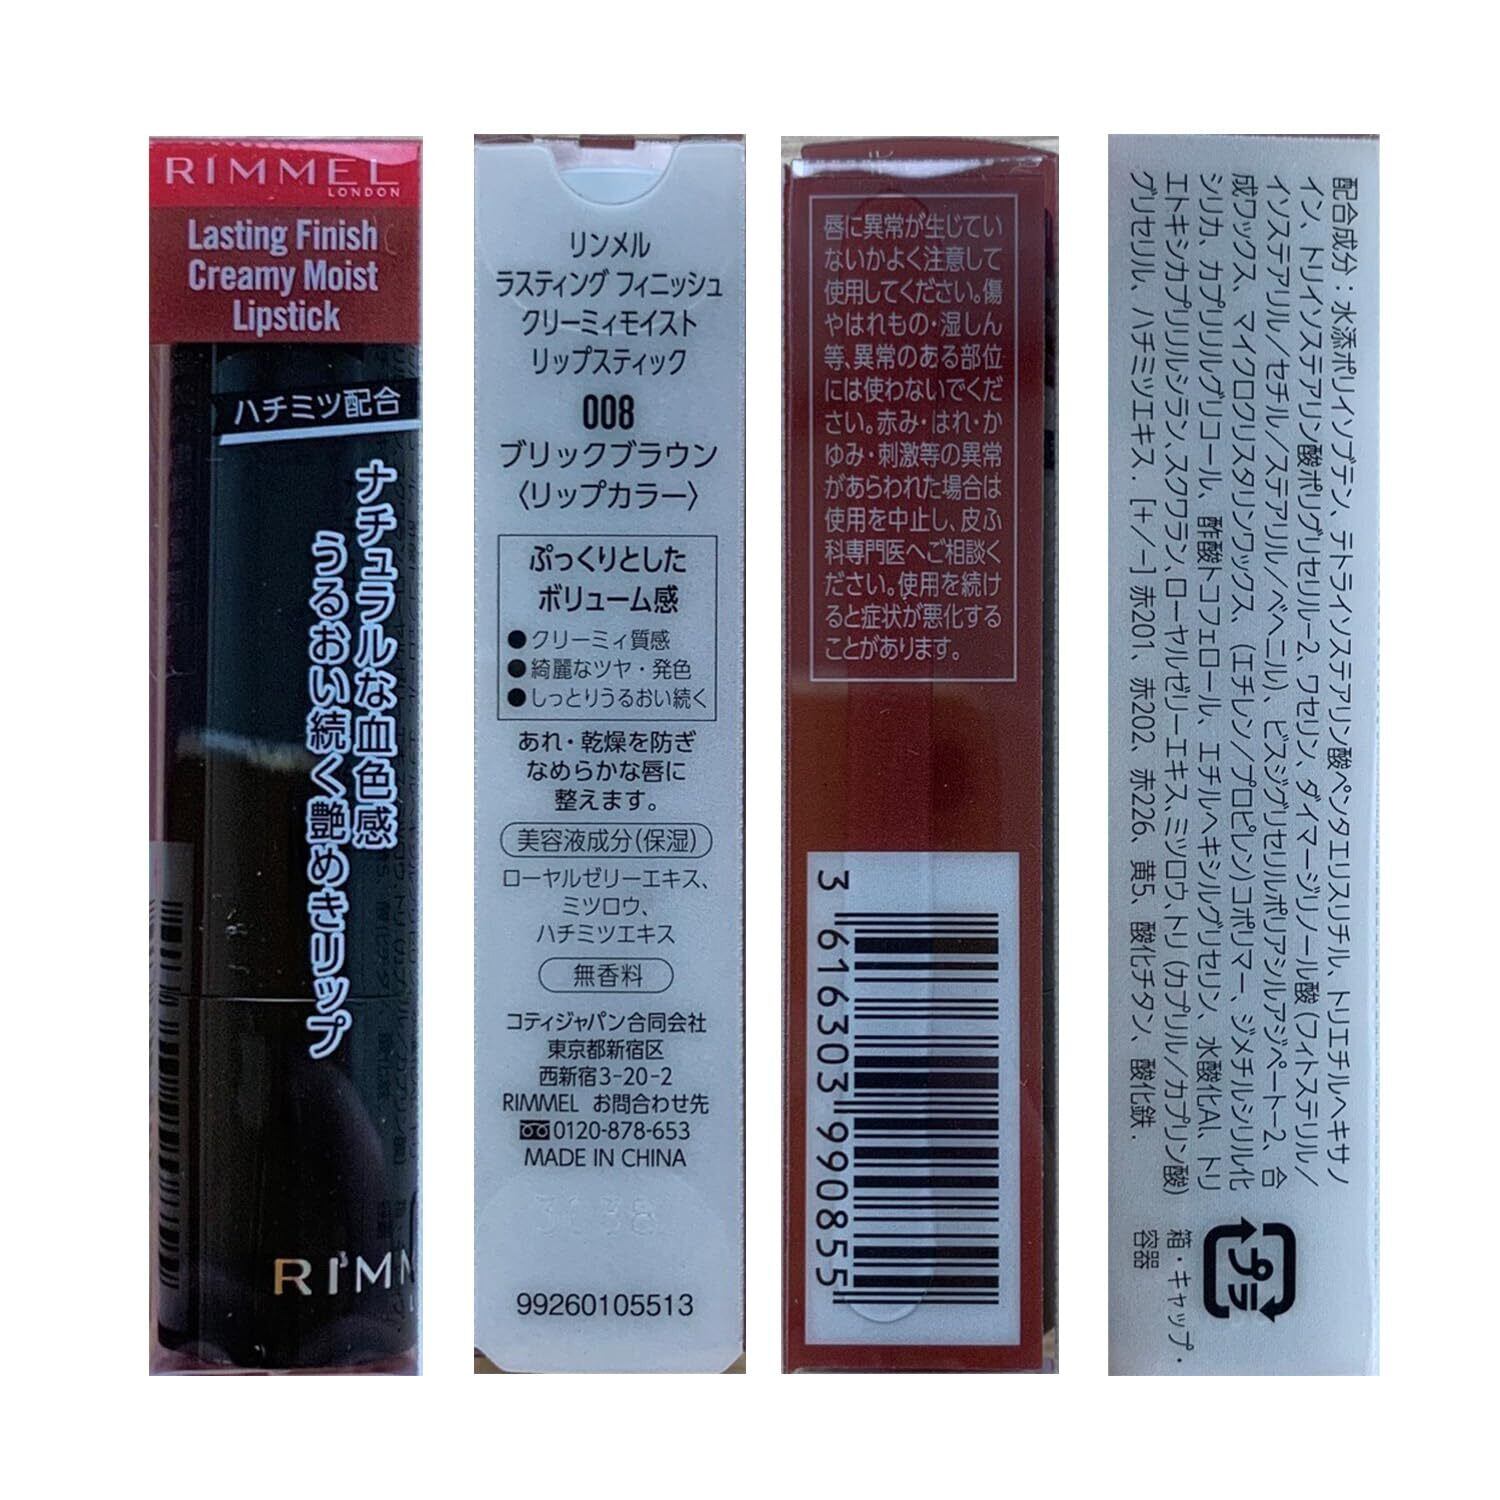 RIMMEL
LONDON
Lasting Finish
Creamy Moist
Lipstick
ハチミツ配合
ナチュラルな血色感
うるおい続く艶めきリップ
RIMM
リンメル
ラスティング フィニッシュ
クリーミィモイスト
リップスティック
008
ブリックブラウン
〈リップカラー〉
ぷっくりとした
ボリューム感
●クリーミィ質感
●綺麗なツヤ・発色
●しっとりうるおい続く
あれ・乾燥を防ぎ
なめらかな唇に
整えます。
美容液成分(保湿)
ローヤルゼリーエキス、
ミツロウ、
ハチミツエキス
無香料
コティジャパン合同会社
東京都新宿区
西新宿3-20-2
RIMMEL お問合わせ先
0120-878-653
MADE IN CHINA
99260105513
唇に異常が生じてい
ないかよく注意して
使用してください。傷
やはれもの・湿しん
等、異常のある部位
には使わないでくだ
さい。赤み・はれ・か
ゆみ・刺激等の異常
があらわれた場合は
使用を中止し、皮ふ
科専門医へご相談く
ださい。使用を続け
ると症状が悪化する
ことがあります。
3 616303 990855
配合成分：水添ポリイソブテン、テトライソステアリン酸ペンタエリスリチル、トリエチルヘキサノ
イン、トリイソステアリン酸ポリグリセリル-2、ワセリン、ダイマージリノール酸(フィトステリル/
イソステアリル/セチル/ステアリル/ベヘニル)、ビスジグリセリルポリアシルアジペート-2、合
成ワックス、マイクロクリスタリンワックス、(エチレン/プロピレン)コポリマー、ジメチルシリル化
シリカ、カプリリルグリコール、酢酸トコフェロール、エチルヘキシルグリセリン、水酸化Al、トリ
エトキシカプリリルシラン、スクワラン、ローヤルゼリーエキス、ミツロウ、トリ(カプリル/カプリン酸)
グリセリル、ハチミツエキス. [+/-] 赤201、赤202、赤226、黄5、酸化チタン、酸化鉄.
プラ
箱・キャップ・
容器